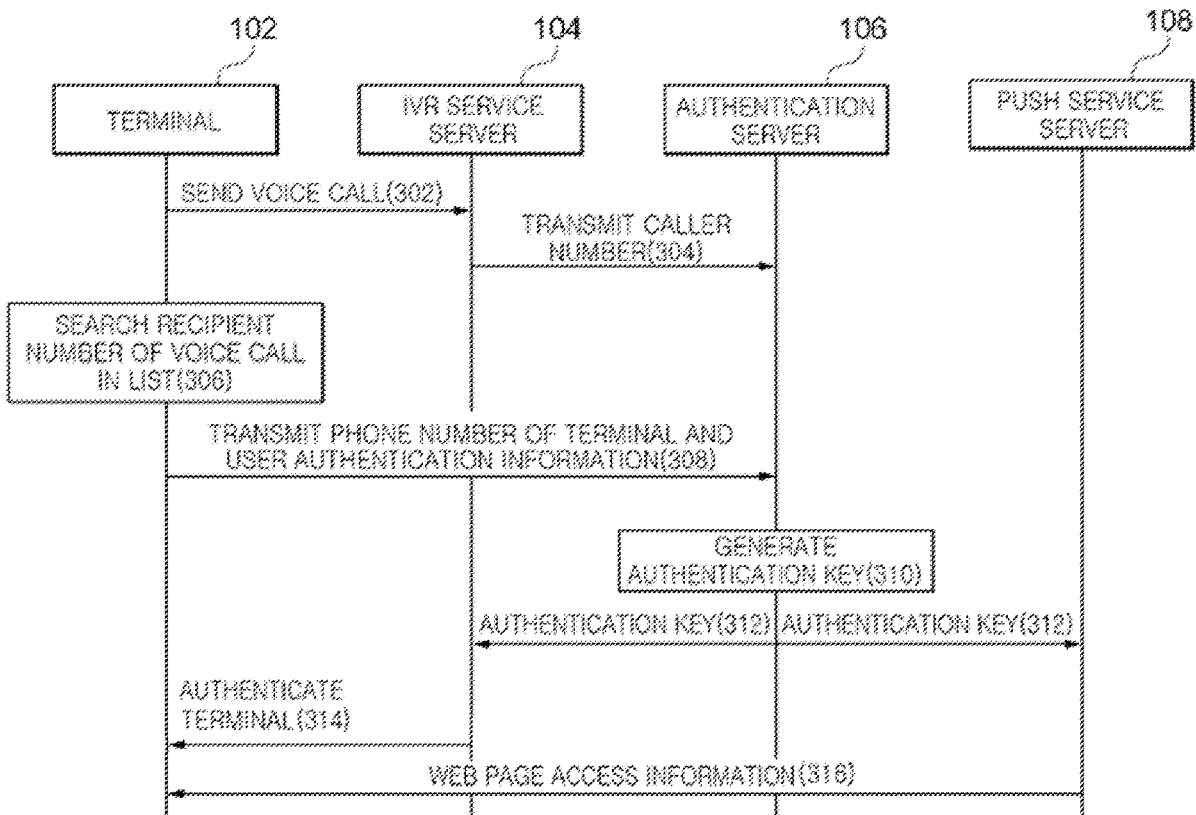 102
104
106
108
TERMINAL
IVR SERVICE
SERVER
AUTHENTICATION
SERVER
PUSH SERVICE
SERVER
SEND VOICE CALL(302)
TRANSMIT CALLER
NUMBER(304)
SEARCH RECIPIENT
NUMBER OF VOICE CALL
IN LIST(306)
TRANSMIT PHONE NUMBER OF TERMINAL AND
USER AUTHENTICATION INFORMATION(308)
GENERATE
AUTHENTICATION KEY(310)
AUTHENTICATION KEY(312)
AUTHENTICATION KEY(312)
AUTHENTICATE
TERMINAL(314)
WEB PAGE ACCESS INFORMATION(316)